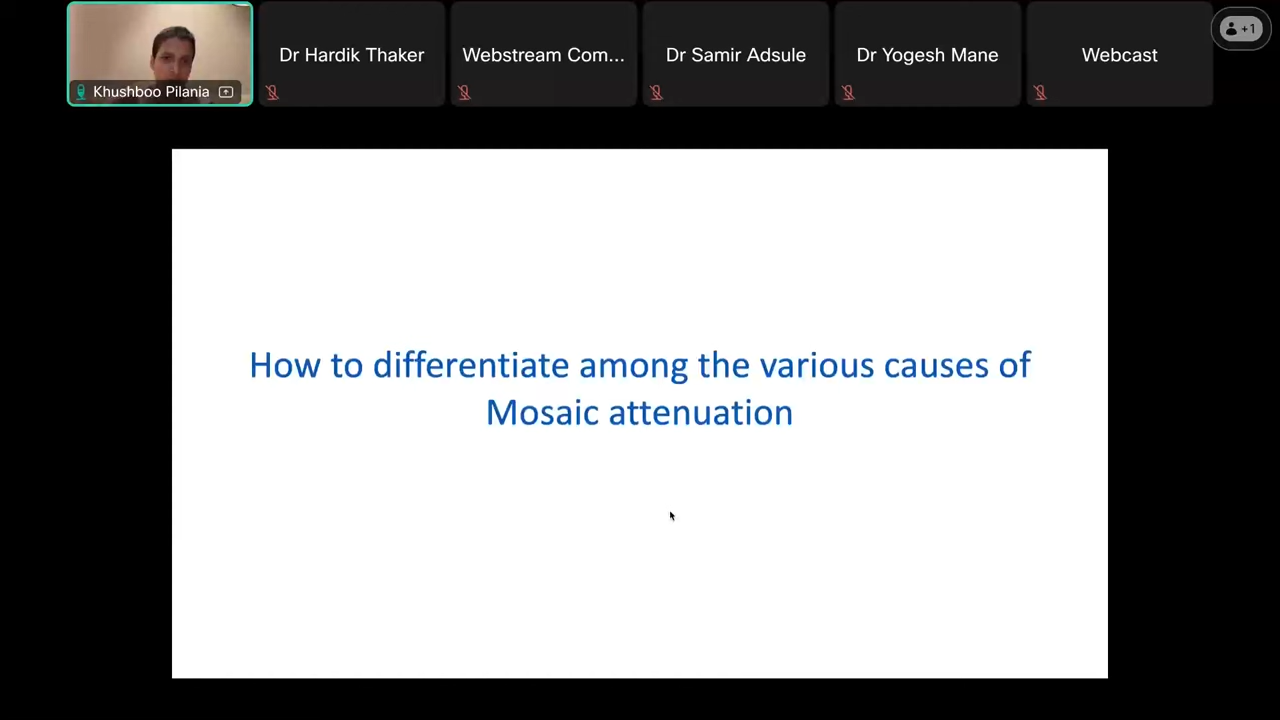 Khushboo Pilania
Dr Hardik Thaker
Webstream Com...
Dr Samir Adsule
Dr Yogesh Mane
Webcast
+1
How to differentiate among the various causes of
Mosaic attenuation